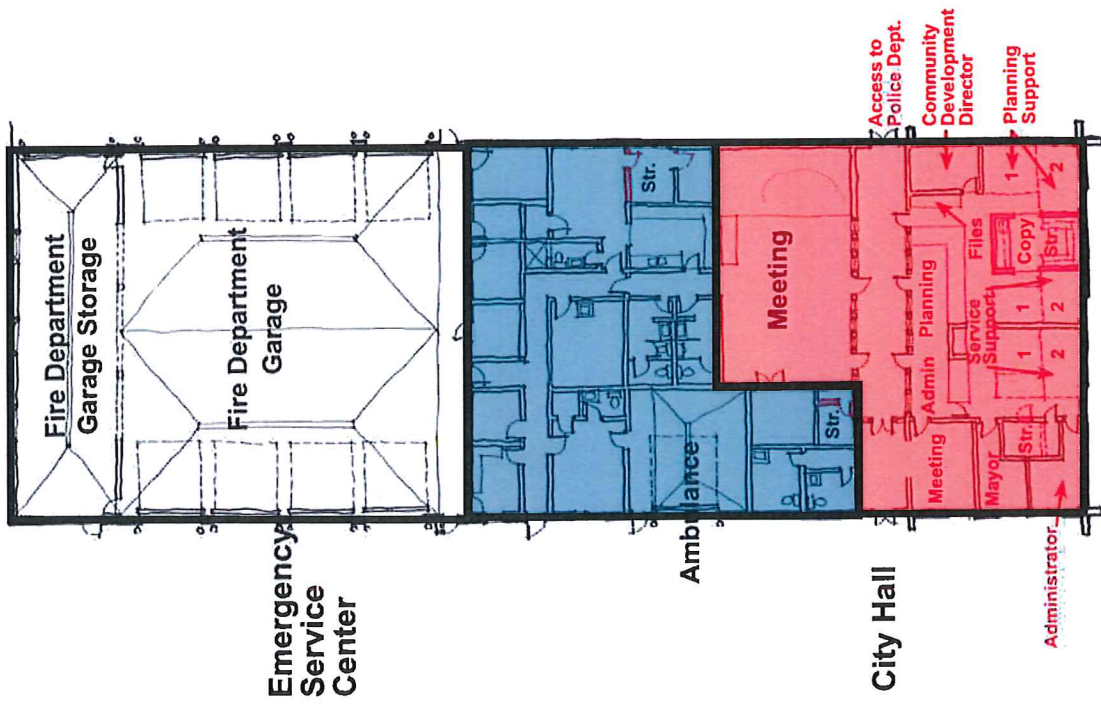 Emergency
Service
Center
Fire Department
Garage Storage
Fire Department
Garage
Ambulance
Str.
Str.
City Hall
Meeting
Meeting
Mayor
Str.
Administrator
Admin Planning
Service
Support
1
2
1
2
Files
Copy
Str.
1
2
Access to
Police Dept.
Community
Development
Director
Planning
Support